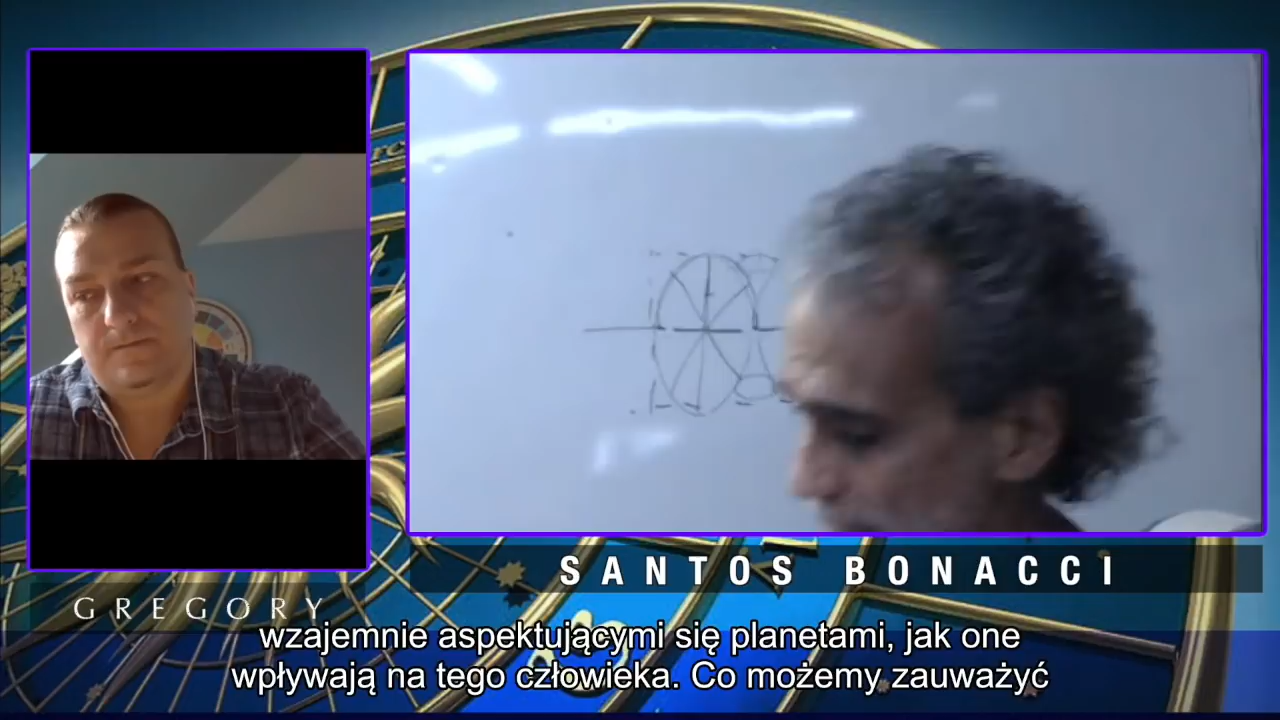 SANTOS BONACCI
GREGORY
wzajemnie aspektującymi się planetami, jak one
wpływają na tego człowieka. Co możemy zauważyć